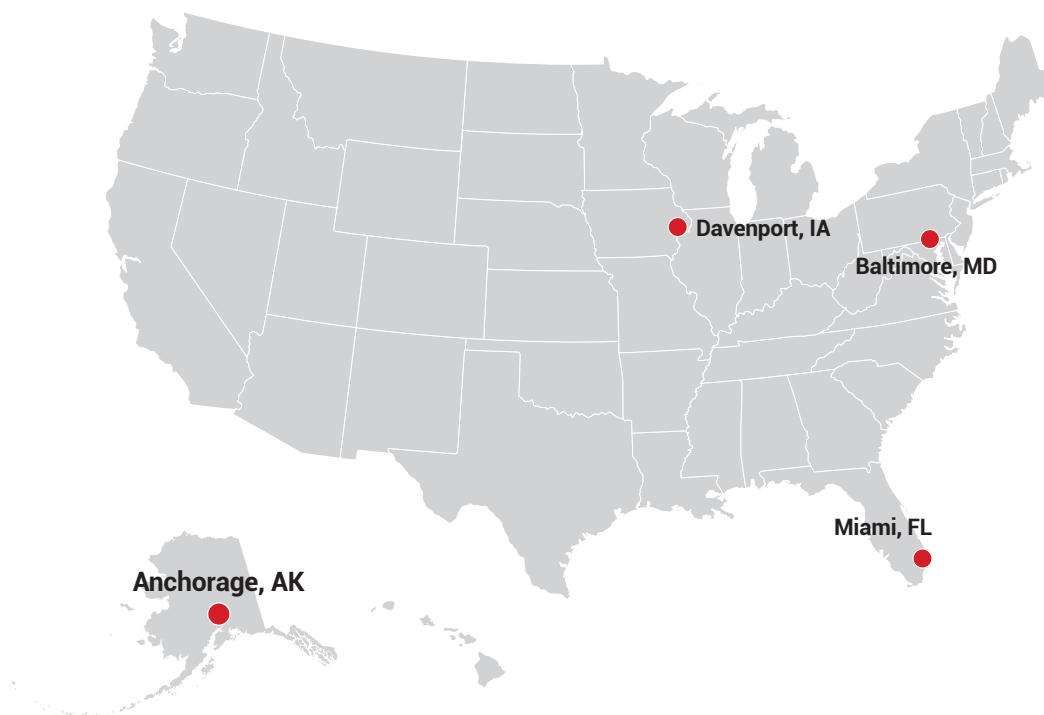 Davenport, IA
Baltimore, MD
Miami, FL
Anchorage, AK